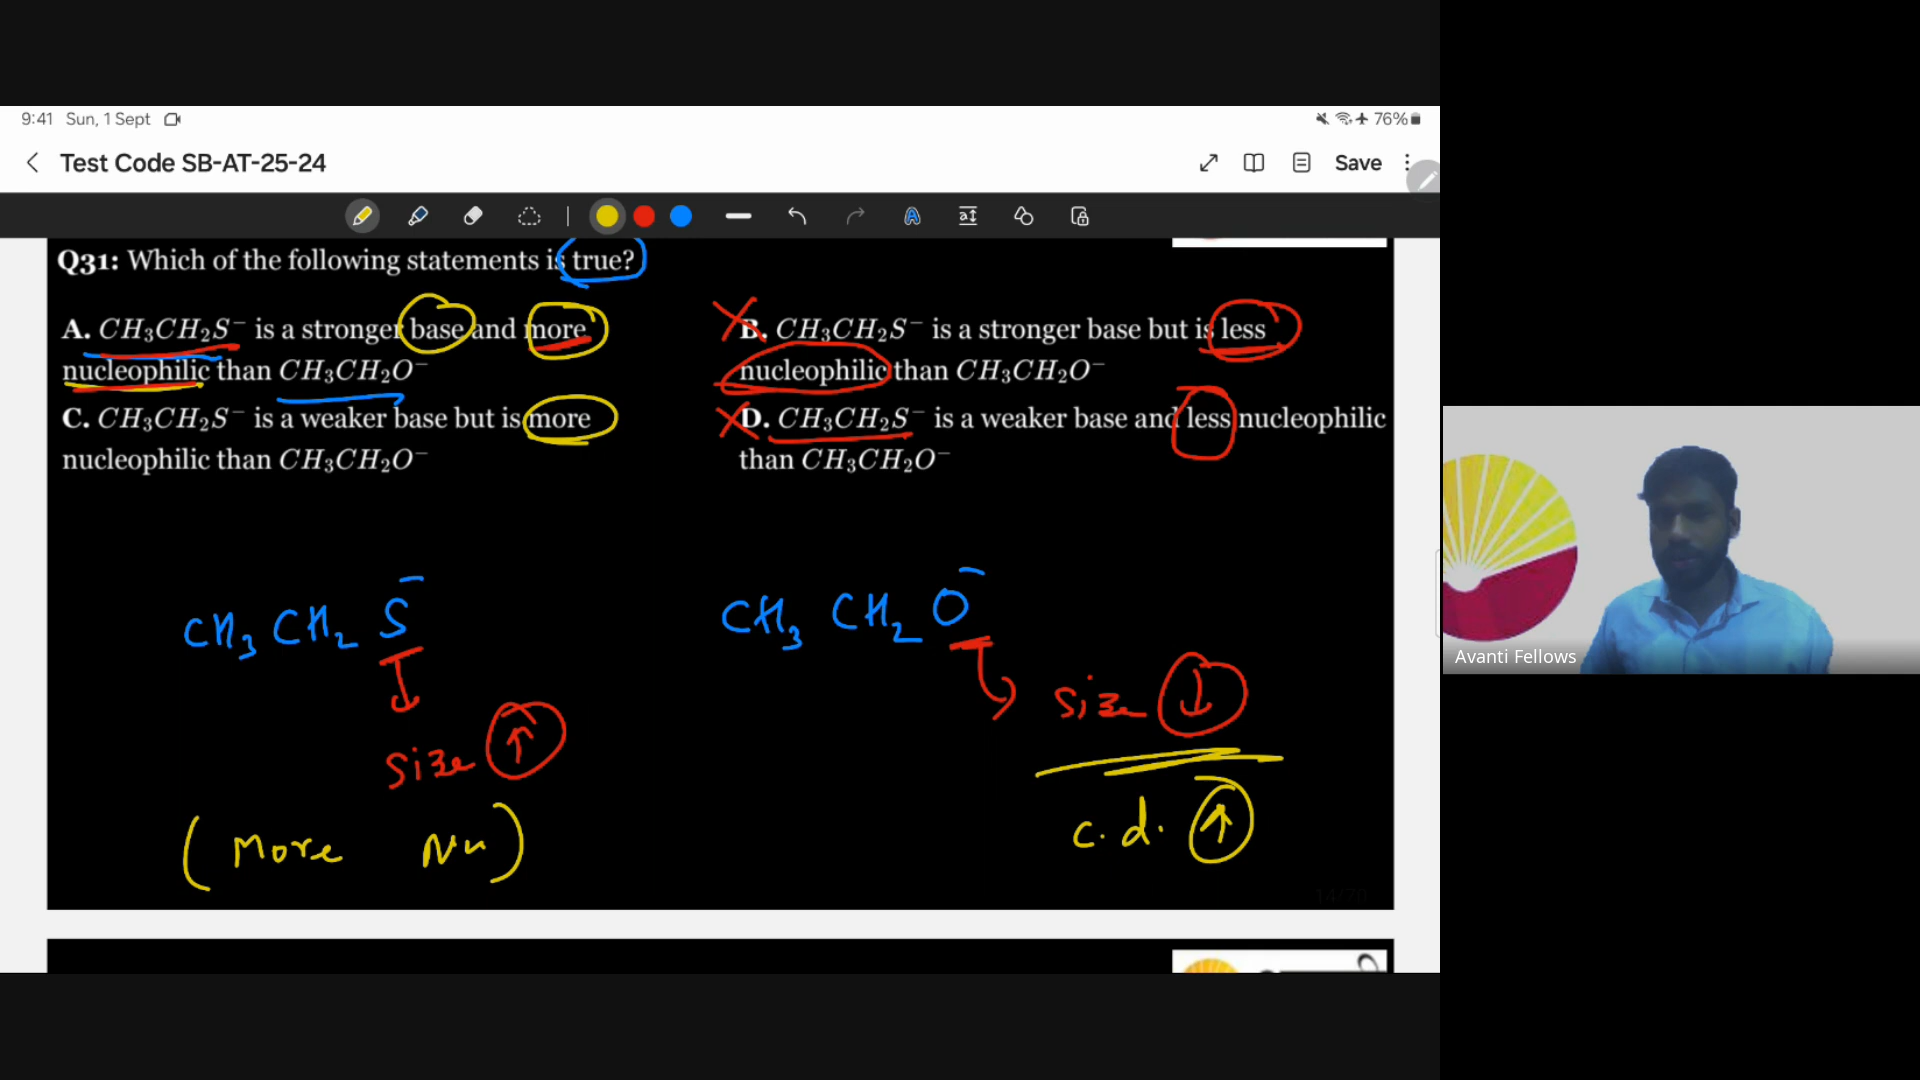 9:41 Sun, 1 Sept 76%
Test Code SB-AT-25-24 Save
Q31: Which of the following statements is true?
A. CH₃CH₂S⁻ is a stronger base and more
nucleophilic than CH₃CH₂O⁻
B. CH₃CH₂S⁻ is a stronger base but is less
nucleophilic than CH₃CH₂O⁻
C. CH₃CH₂S⁻ is a weaker base but is more
nucleophilic than CH₃CH₂O⁻
D. CH₃CH₂S⁻ is a weaker base and less nucleophilic
than CH₃CH₂O⁻
CH₃ CH₂ S⁻
Size ↑
(More Nu)
CH₃ CH₂ O⁻
Size ↓
c.d. ↑
Avanti Fellows